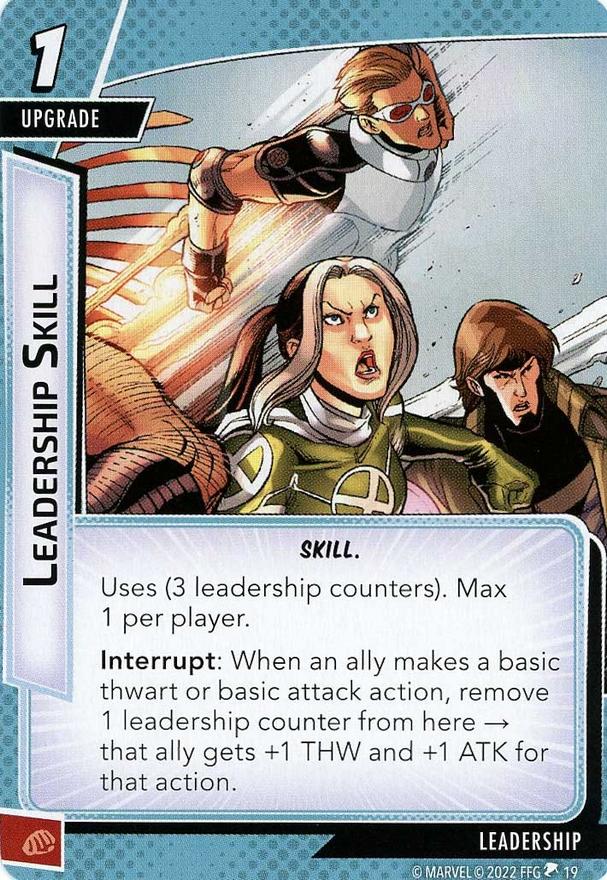 1
UPGRADE
LEADERSHIP SKILL
SKILL.
Uses (3 leadership counters). Max
1 per player.
Interrupt: When an ally makes a basic
thwart or basic attack action, remove
1 leadership counter from here →
that ally gets +1 THW and +1 ATK for
that action.
LEADERSHIP
© MARVEL © 2022 FFG 19